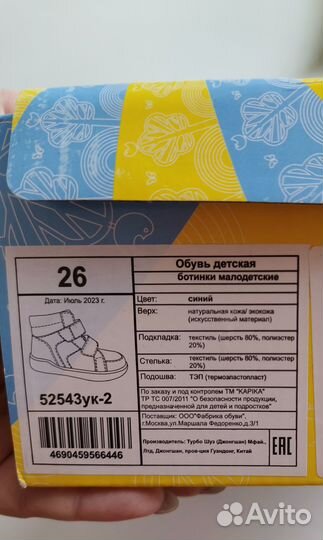 26
Дата: Июль 2023 г.
52543ук-2
4690459566446
Обувь детская
ботинки малодетские
Цвет: синий
Верх: натуральная кожа/ экокожа
(искусственный материал)
Подкладка: текстиль (шерсть 80%, полиэстер
20%)
Стелька: текстиль (шерсть 80%, полиэстер
20%)
Подошва: ТЭП (термоэластопласт)
По заказу и под контролем ТМ "КАРКА"
ТР ТС 007/2011 "О безопасности продукции,
предназначенной для детей и подростков"
Поставщик: ООО"Фабрика обуви",
г.Москва,ул.Маршала Федоренко,д.3/1
Производитель: Турбо Шуз (Джонгшан) Мфай.,
Лтд, Джонгшан, пров-ция Гуэндонг, Китай
EAC
Avito